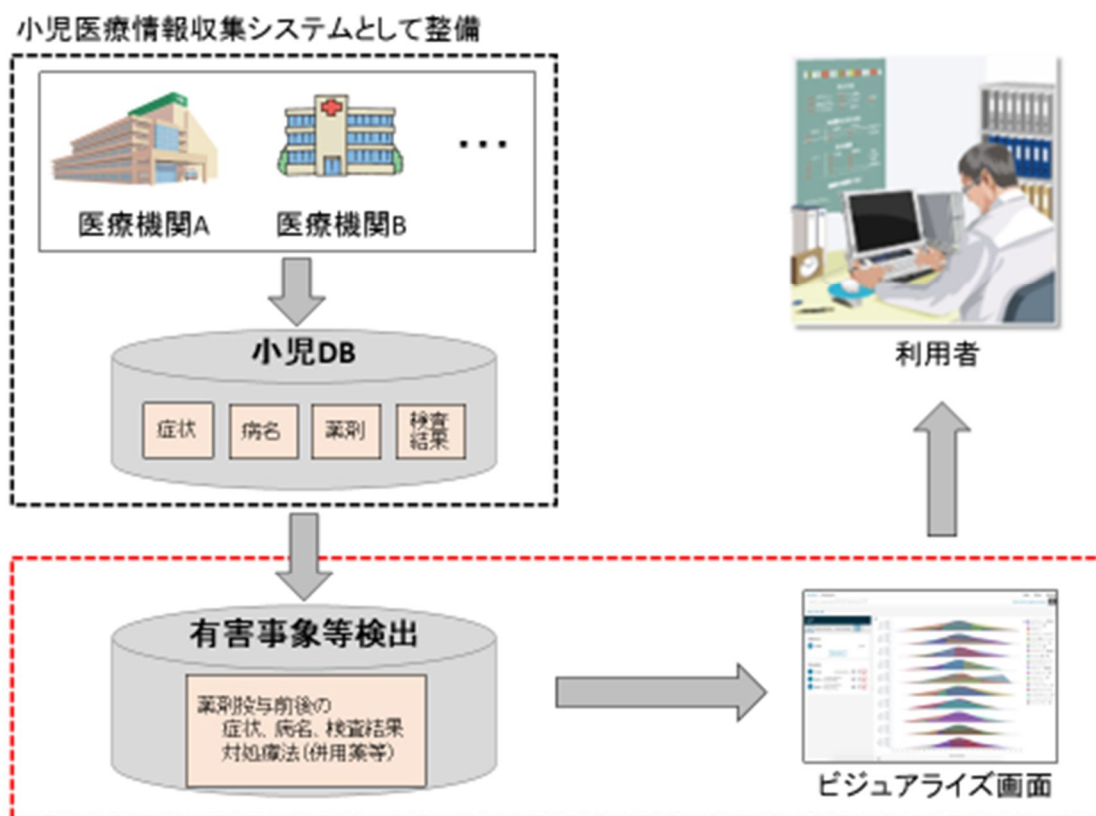 小児医療情報収集システムとして整備
医療機関A
医療機関B
...
小児DB
症状
病名
薬剤
検査
結果
利用者
有害事象等検出
薬剤投与前後の
症状、病名、検査結果
対処療法(併用薬等)
ビジュアライズ画面